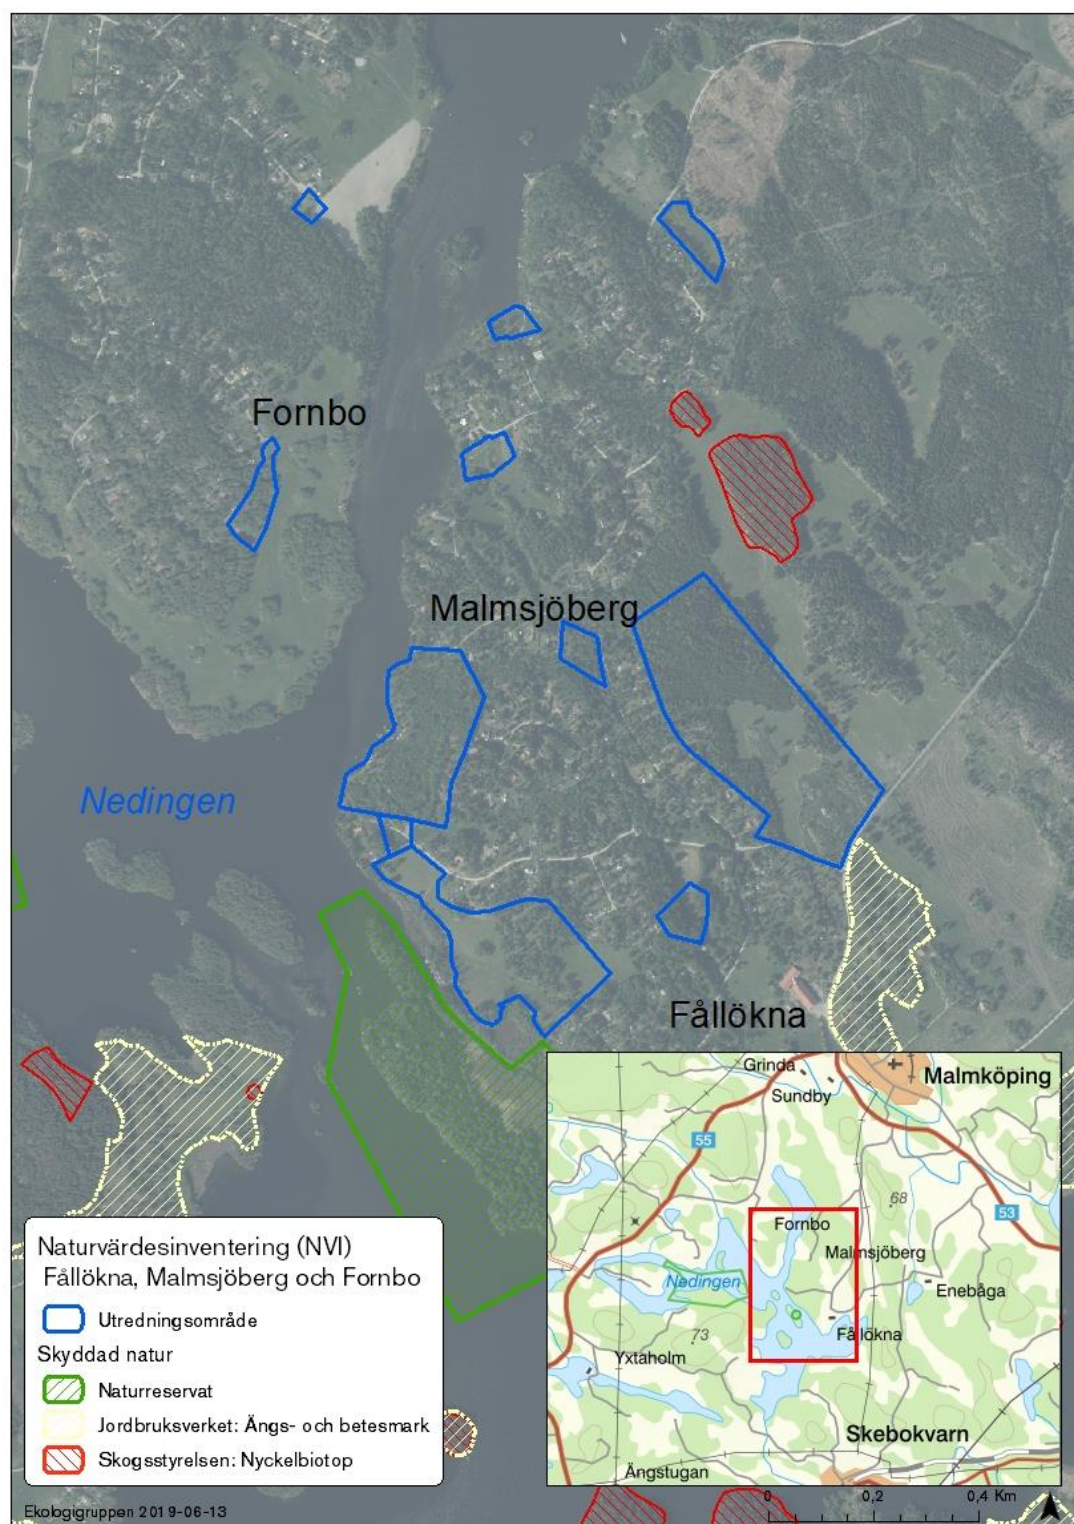 Fornbo
Malmsjöberg
Nedingen
Fållökna
Grinda
Sundby
Malmköping
55
68
53
Fornbo
Malmsjöberg
Nedingen
Enebåga
Fållökna
73
Yxtaholm
Skebokvarn
Ängstugan
Naturvärdesinventering (NVI)
Fållökna, Malmsjöberg och Fornbo
Utredningsområde
Skyddad natur
Naturreservat
Jordbruksverket: Ängs- och betesmark
Skogsstyrelsen: Nyckelbiotop
Ekologigruppen 2019-06-13
0 0,2 0,4 Km